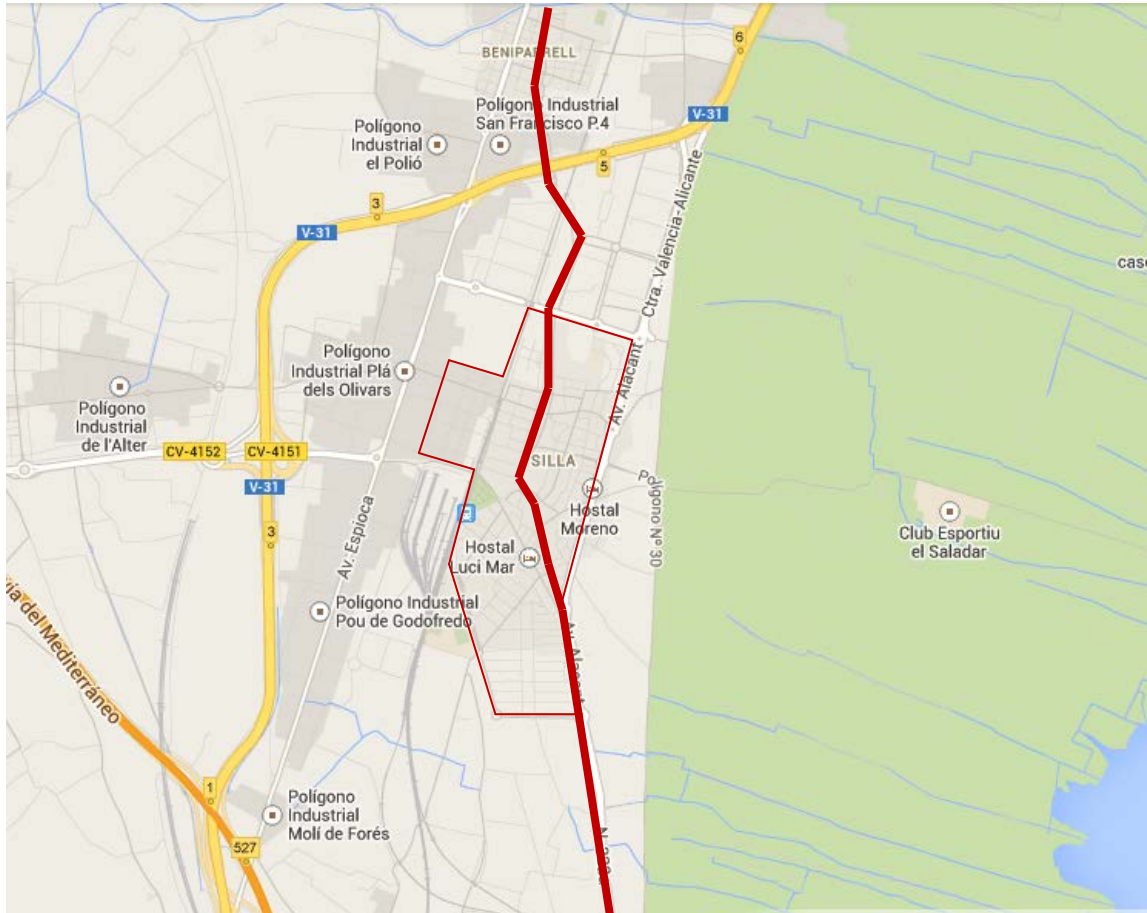 BENIPARRELL
6
Polígono Industrial
San Francisco P.4
V-31
Polígono
Industrial
el Polió
5
3
V-31
Ctra. Valencia-Alicante
Polígono
Industrial Plá
dels Olivars
Av. Alacant
Polígono
Industrial
de l'Alter
CV-4152
CV-4151
V-31
SILLA
Polígono Nº 30
Hostal
Moreno
Club Esportiu
el Saladar
3
Av. Espioca
Hostal
Luci Mar
Polígono Industrial
Pou de Godofredo
del Mediterráneo
Av. Alacant
1
Polígono
Industrial
Molí de Forés
527